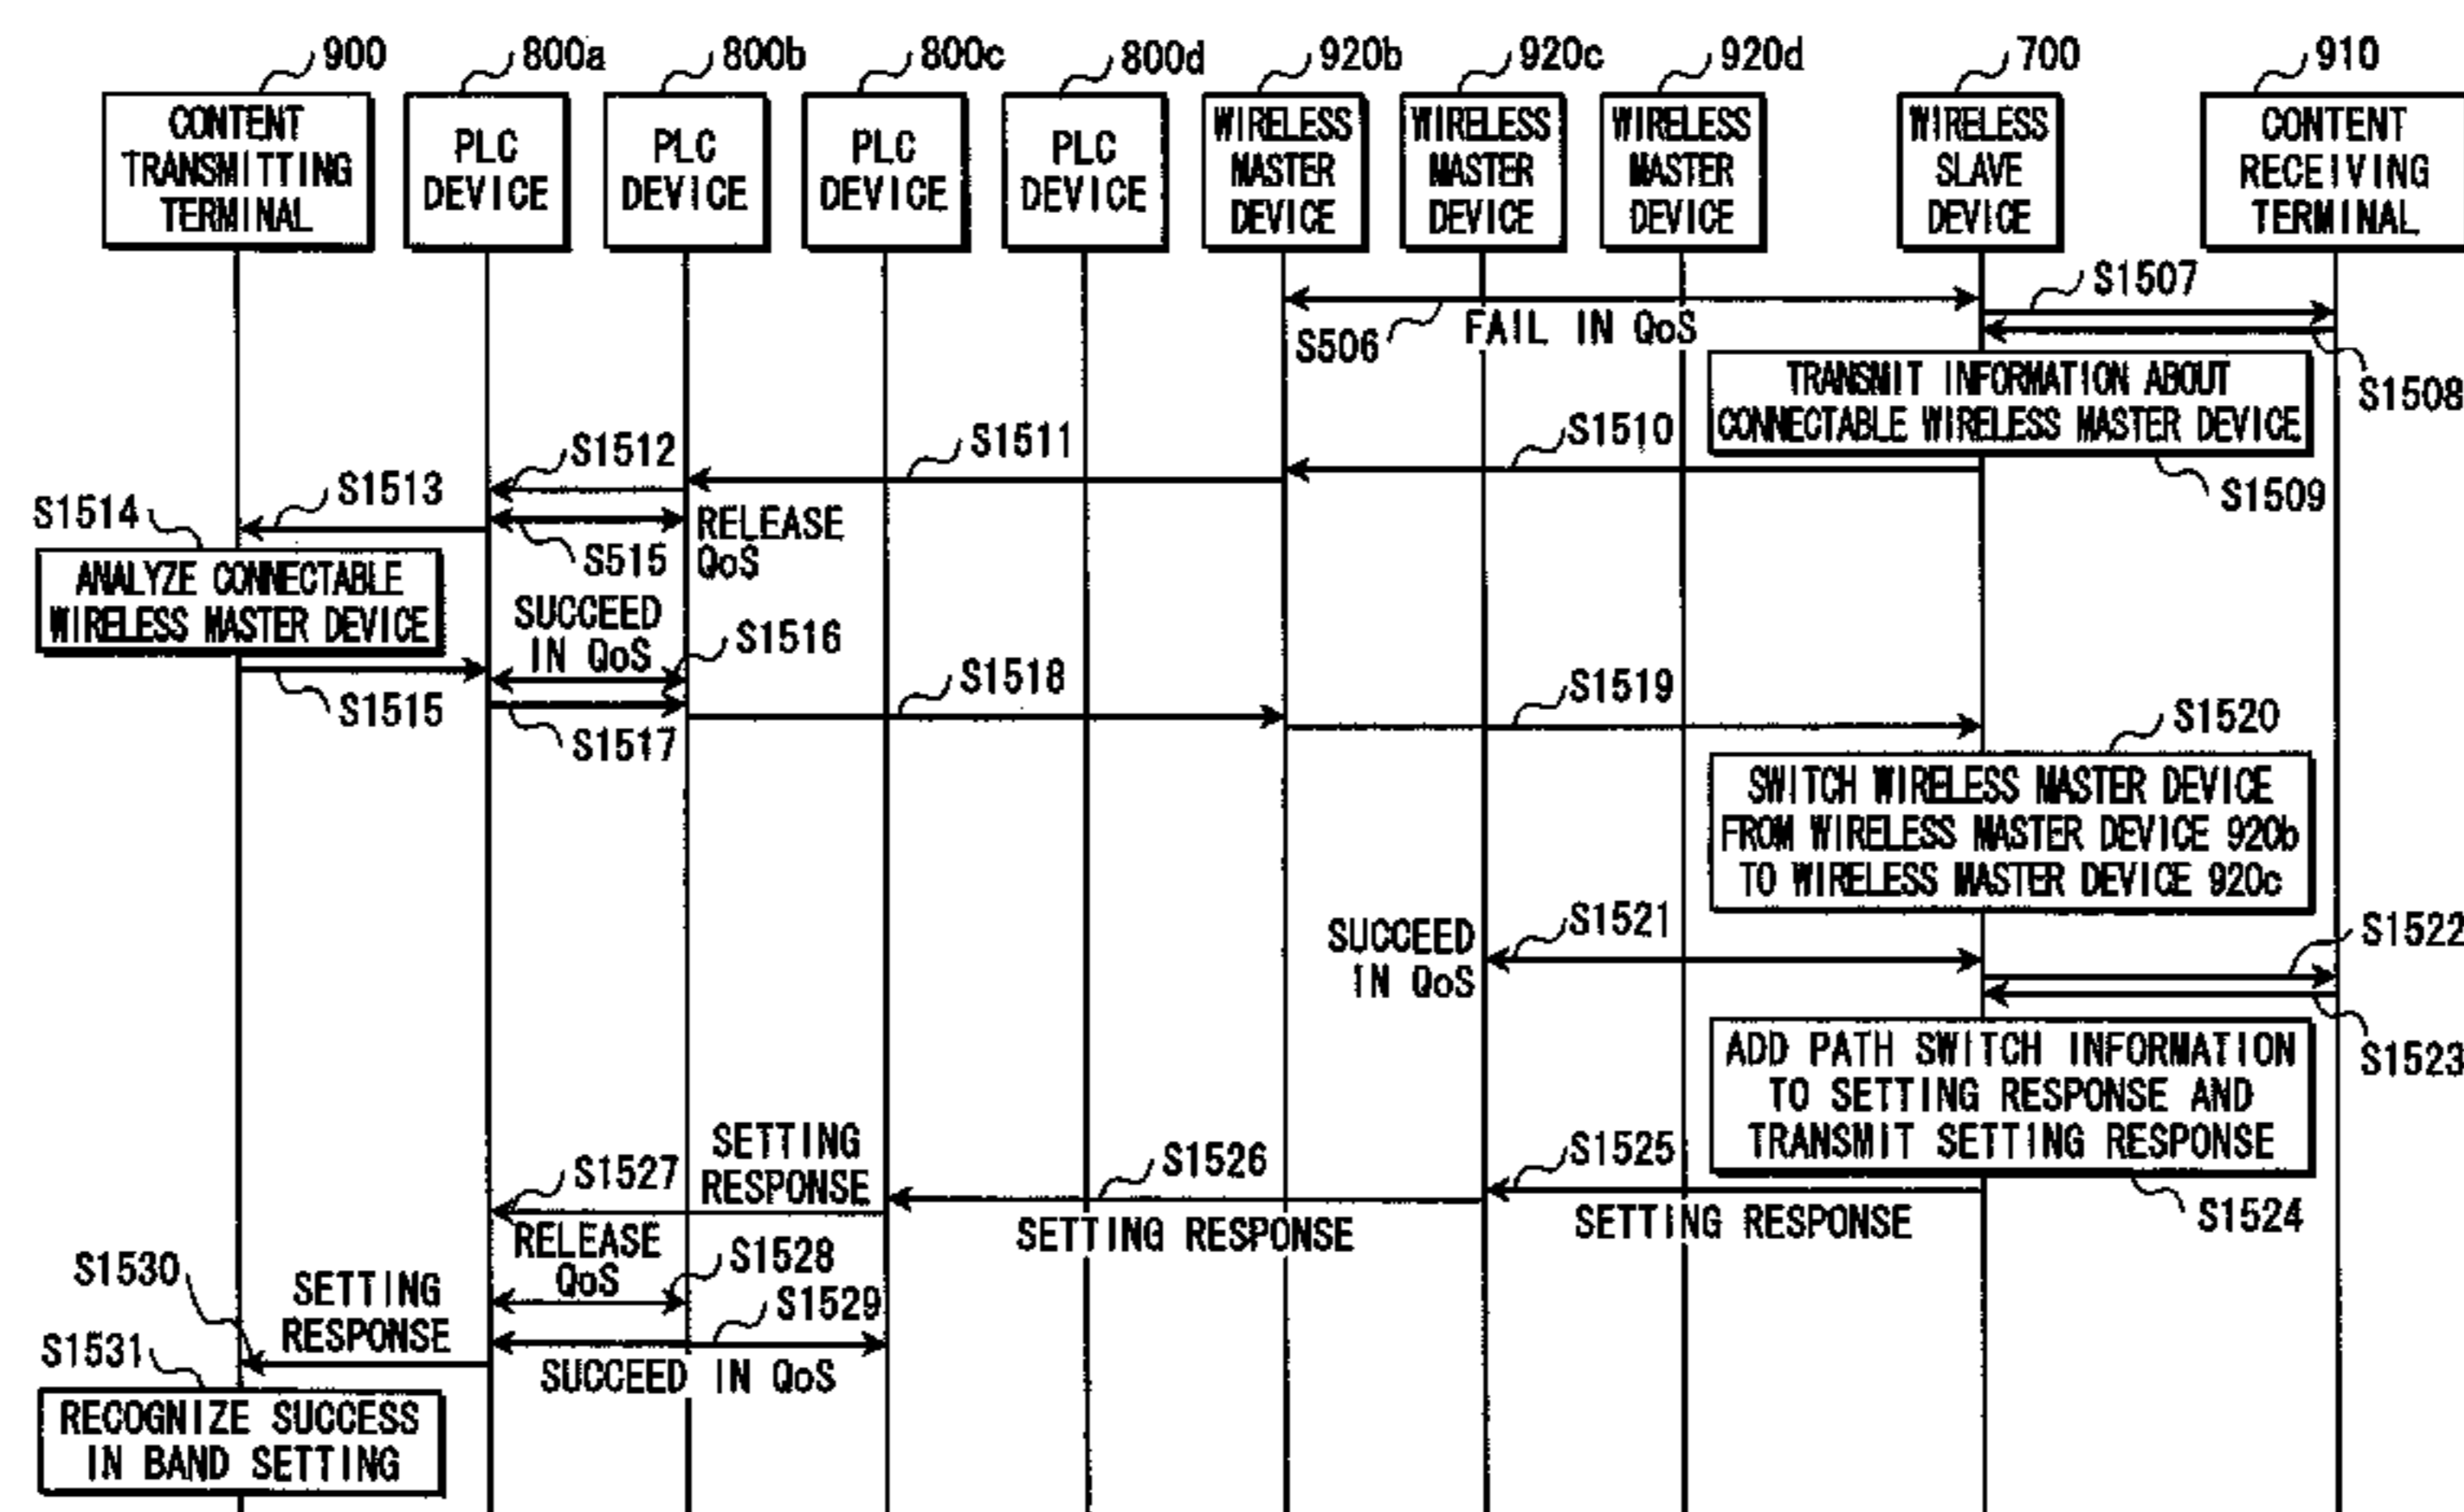 900
800a
800b
800c
800d
920b
920c
920d
700
910
CONTENT
TRANSMITTING
TERMINAL
PLC
DEVICE
PLC
DEVICE
PLC
DEVICE
PLC
DEVICE
WIRELESS
MASTER
DEVICE
WIRELESS
MASTER
DEVICE
WIRELESS
MASTER
DEVICE
WIRELESS
SLAVE
DEVICE
CONTENT
RECEIVING
TERMINAL
S1507
S506
FAIL IN QoS
S1508
TRANSMIT INFORMATION ABOUT
CONNECTABLE WIRELESS MASTER DEVICE
S1509
S1510
S1511
S1512
S1513
S1514
RELEASE
QoS
S515
ANALYZE CONNECTABLE
WIRELESS MASTER DEVICE
SUCCEED
IN QoS
S1516
S1515
S1517
S1518
S1519
S1520
SWITCH WIRELESS MASTER DEVICE
FROM WIRELESS MASTER DEVICE 920b
TO WIRELESS MASTER DEVICE 920c
SUCCEED
IN QoS
S1521
S1522
S1523
ADD PATH SWITCH INFORMATION
TO SETTING RESPONSE AND
TRANSMIT SETTING RESPONSE
S1524
S1525
SETTING RESPONSE
S1526
SETTING RESPONSE
SETTING
RESPONSE
S1527
RELEASE
QoS
S1528
S1529
SUCCEED IN QoS
S1530
SETTING
RESPONSE
S1531
RECOGNIZE SUCCESS
IN BAND SETTING